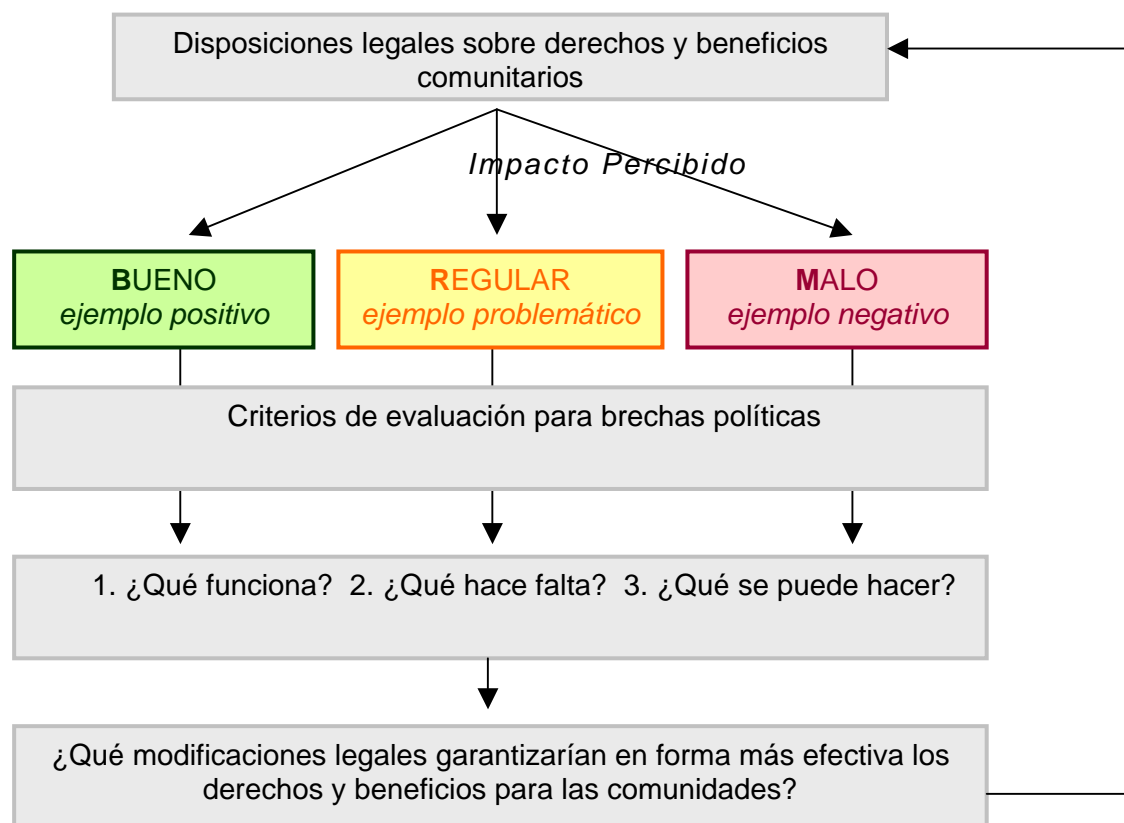 Disposiciones legales sobre derechos y beneficios
comunitarios
Impacto Percibido
BUENO
ejemplo positivo
REGULAR
ejemplo problemático
MALO
ejemplo negativo
Criterios de evaluación para brechas políticas
1. ¿Qué funciona? 2. ¿Qué hace falta? 3. ¿Qué se puede hacer?
¿Qué modificaciones legales garantizarían en forma más efectiva los
derechos y beneficios para las comunidades?